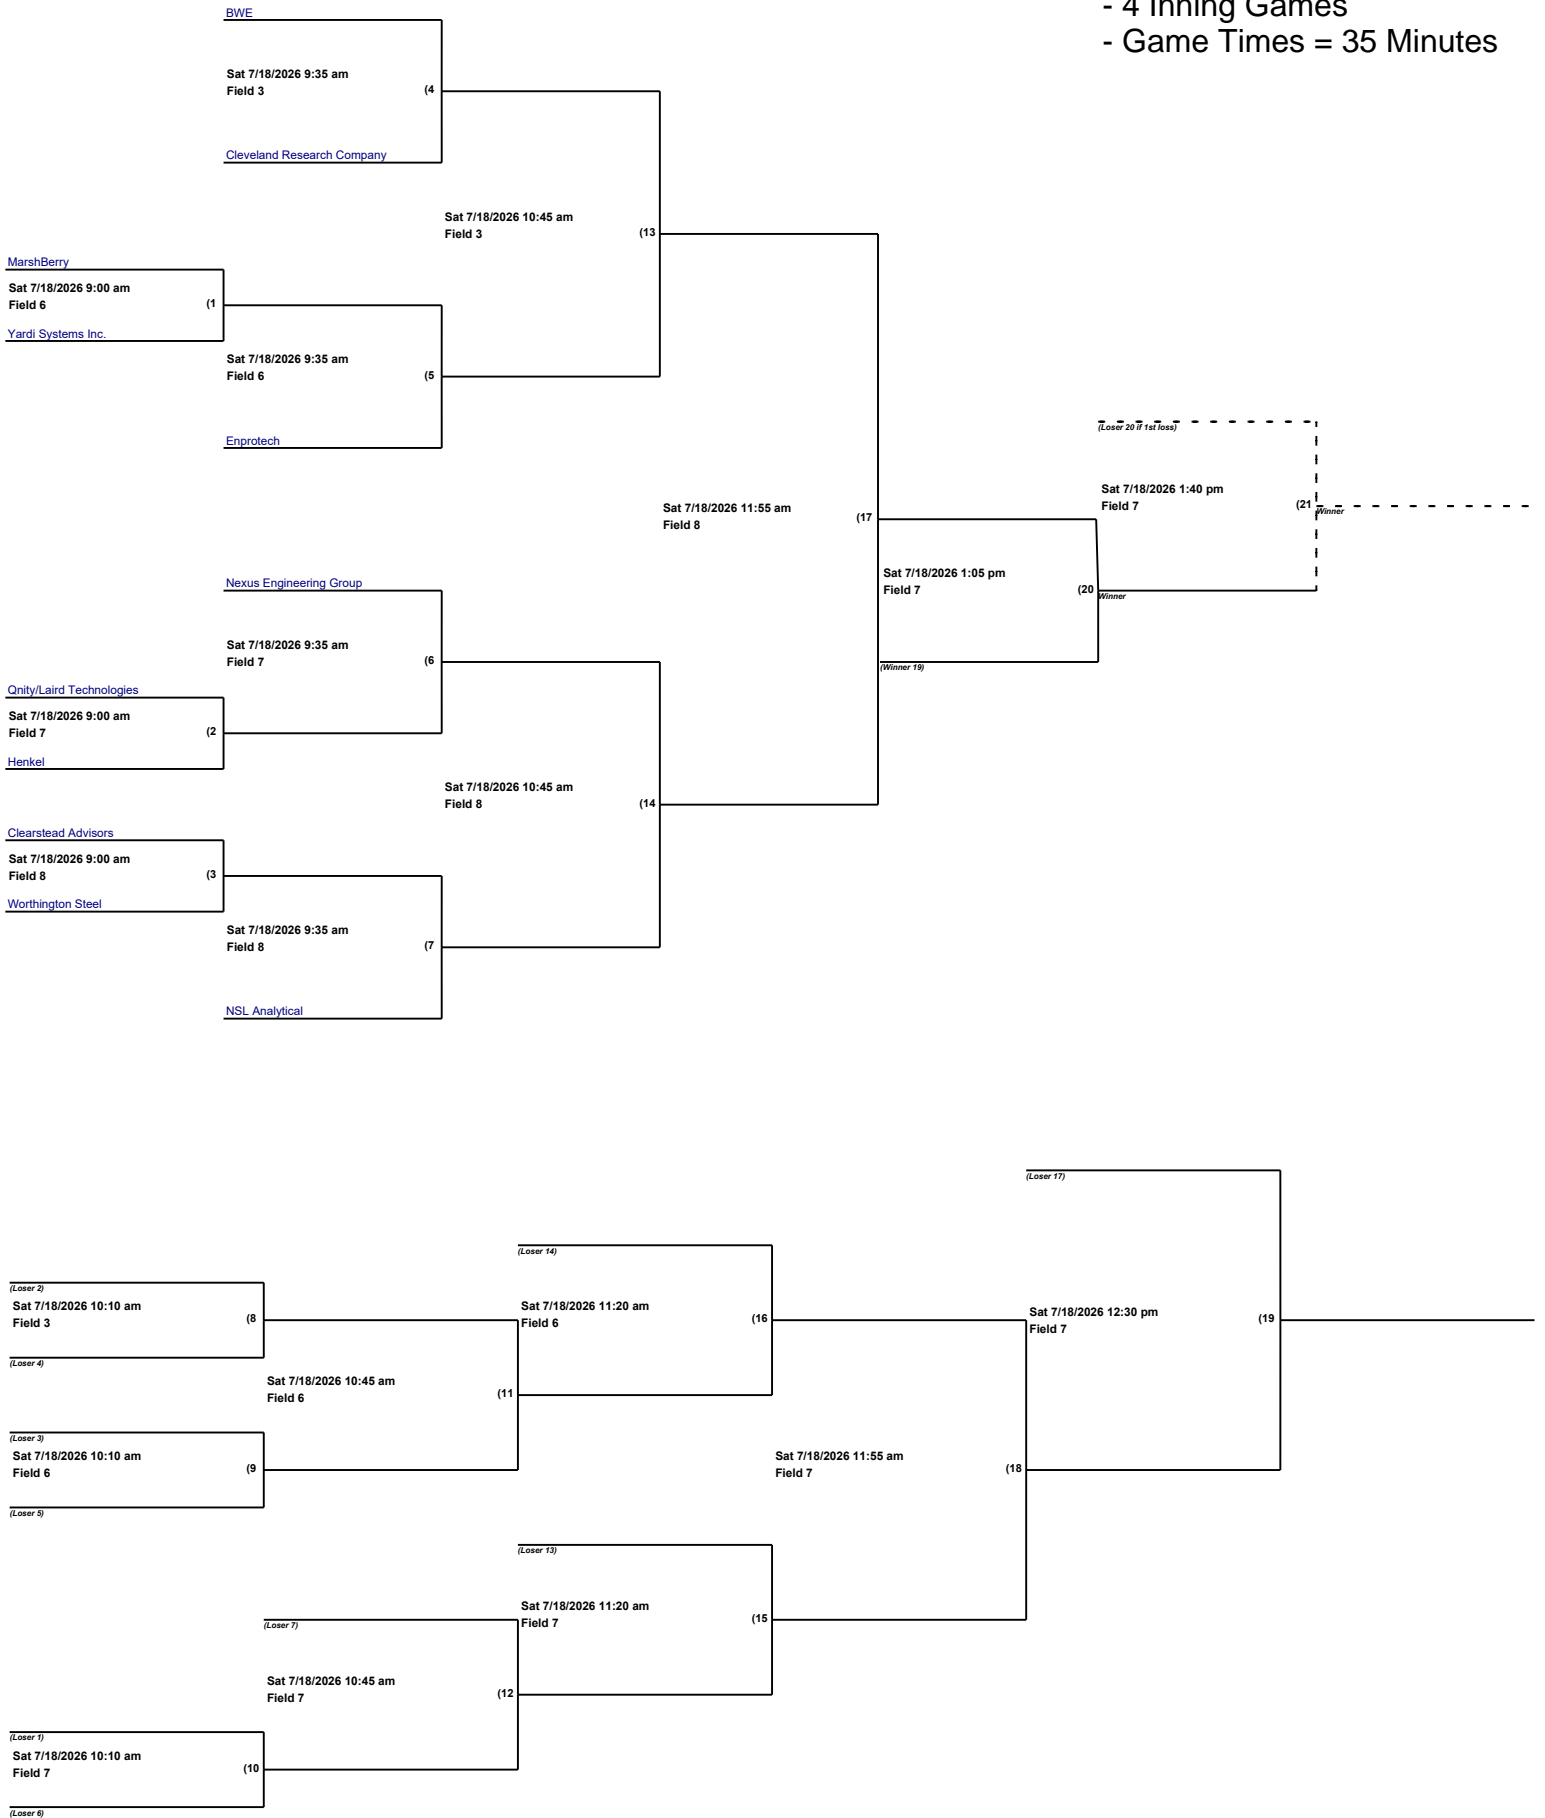 - 4 Inning Games
- Game Times = 35 Minutes
BWE
Sat 7/18/2026 9:35 am
Field 3
(4
Cleveland Research Company
Sat 7/18/2026 10:45 am
Field 3
(13
MarshBerry
Sat 7/18/2026 9:00 am
Field 6
(1
Yardi Systems Inc.
Sat 7/18/2026 9:35 am
Field 6
(5
Enprotech
(Loser 20 if 1st loss)
Sat 7/18/2026 1:40 pm
Field 7
(21
Winner
Sat 7/18/2026 11:55 am
Field 8
(17
Sat 7/18/2026 1:05 pm
Field 7
(20
Winner
(Winner 19)
Nexus Engineering Group
Sat 7/18/2026 9:35 am
Field 7
(6
Qnity/Laird Technologies
Sat 7/18/2026 9:00 am
Field 7
(2
Henkel
Sat 7/18/2026 10:45 am
Field 8
(14
Clearstead Advisors
Sat 7/18/2026 9:00 am
Field 8
(3
Worthington Steel
Sat 7/18/2026 9:35 am
Field 8
(7
NSL Analytical
(Loser 17)
(Loser 14)
(Loser 2)
Sat 7/18/2026 10:10 am
Field 3
(8
(Loser 4)
Sat 7/18/2026 11:20 am
Field 6
(16
Sat 7/18/2026 12:30 pm
Field 7
(19
Sat 7/18/2026 10:45 am
Field 6
(11
(Loser 3)
Sat 7/18/2026 10:10 am
Field 6
(9
(Loser 5)
Sat 7/18/2026 11:55 am
Field 7
(18
(Loser 13)
Sat 7/18/2026 11:20 am
Field 7
(15
(Loser 7)
Sat 7/18/2026 10:45 am
Field 7
(12
(Loser 1)
Sat 7/18/2026 10:10 am
Field 7
(10
(Loser 6)